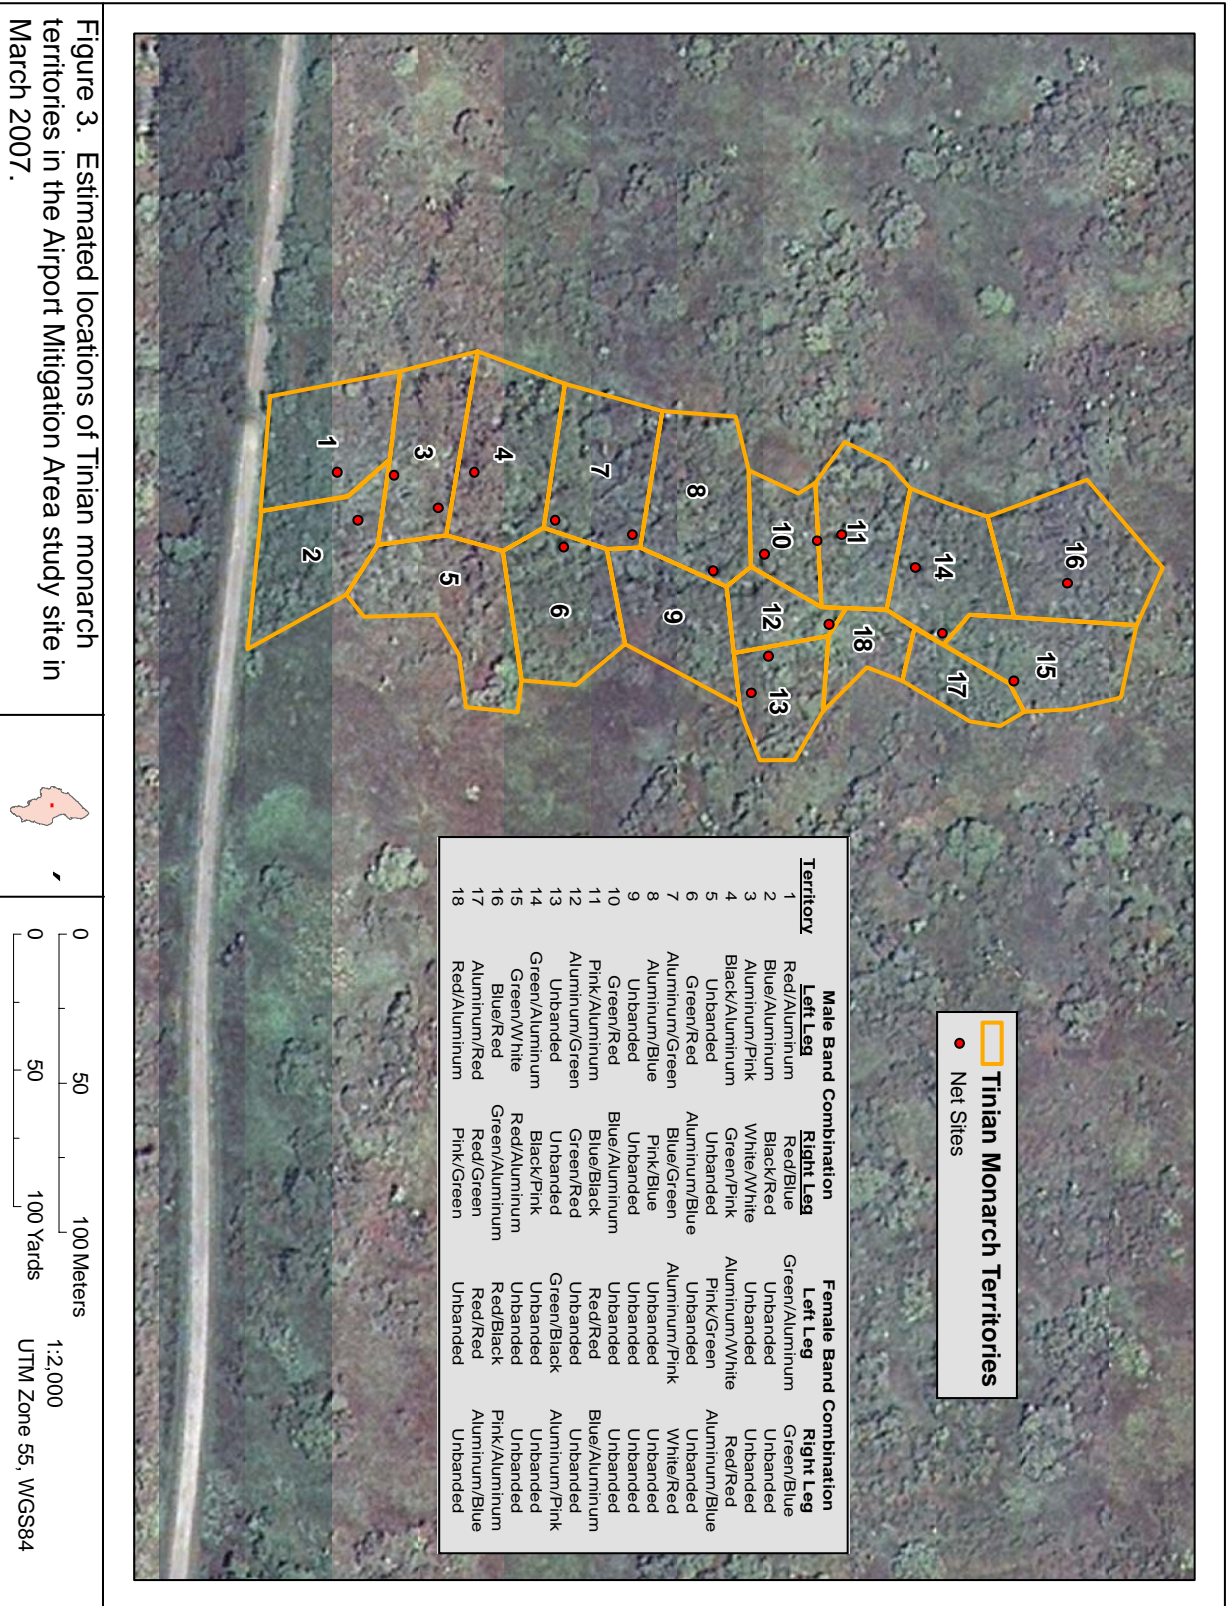 16
15
14
17
11
18
10
12
13
8
9
7
6
4
5
3
1
2
Tinian Monarch Territories
Net Sites
Male Band Combination Female Band Combination
Territory Left Leg Right Leg Left Leg Right Leg
1 Red/Aluminum Red/Blue Green/Aluminum Green/Blue
2 Blue/Aluminum Black/Red Unbanded Unbanded
3 Aluminum/Pink White/White Unbanded Unbanded
4 Black/Aluminum Green/Pink Aluminum/White Red/Red
5 Unbanded Unbanded Pink/Green Aluminum/Blue
6 Green/Red Aluminum/Blue Unbanded Unbanded
7 Aluminum/Green Blue/Green Aluminum/Pink White/Red
8 Aluminum/Blue Pink/Blue Unbanded Unbanded
9 Unbanded Unbanded Unbanded Unbanded
10 Green/Red Blue/Aluminum Unbanded Unbanded
11 Pink/Aluminum Blue/Black Red/Red Blue/Aluminum
12 Aluminum/Green Green/Red Unbanded Unbanded
13 Unbanded Unbanded Green/Black Aluminum/Pink
14 Green/Aluminum Black/Pink Unbanded Unbanded
15 Green/White Red/Aluminum Unbanded Unbanded
16 Blue/Red Green/Aluminum Red/Black Pink/Aluminum
17 Aluminum/Red Red/Green Red/Red Aluminum/Blue
18 Red/Aluminum Pink/Green Unbanded Unbanded
Figure 3. Estimated locations of Tinian monarch
territories in the Airport Mitigation Area study site in
March 2007.
0 50 100 Meters
0 50 100 Yards
1:2,000
UTM Zone 55, WGS84